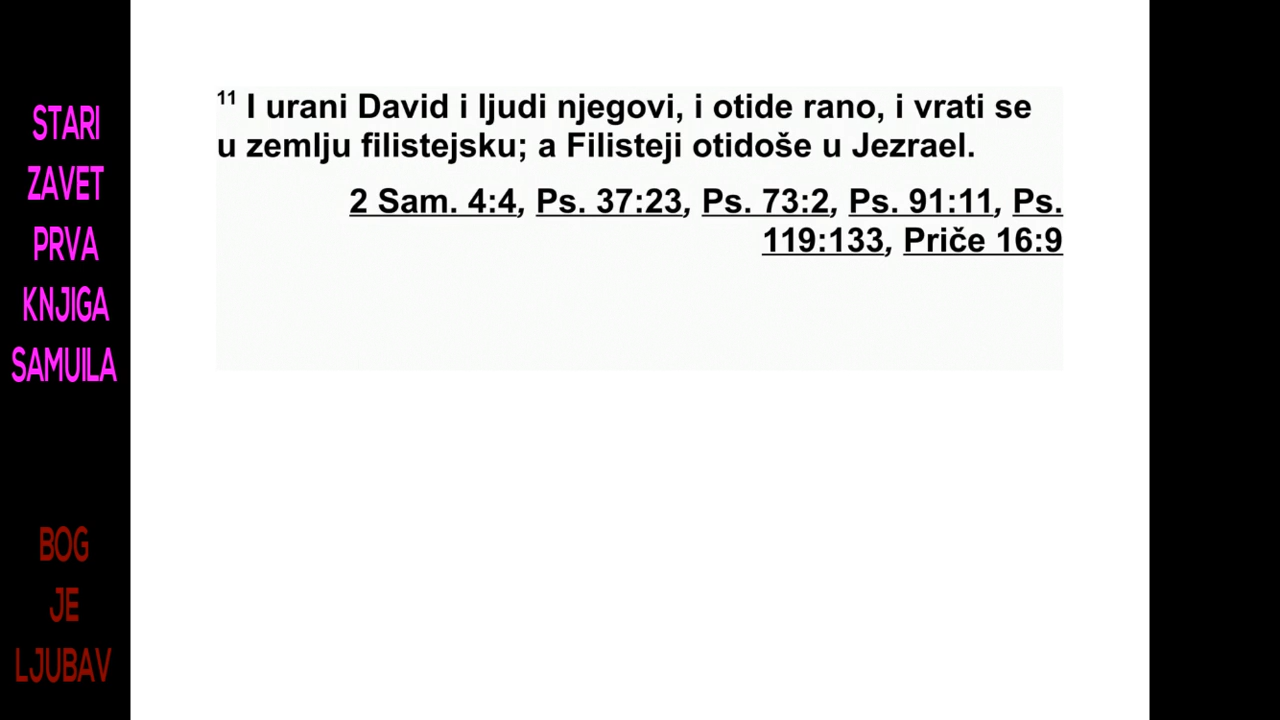 STARI
ZAVET
PRVA
KNJIGA
SAMUILA
BOG
JE
LJUBAV
11 I urani David i ljudi njegovi, i otide rano, i vrati se
u zemlju filistejsku; a Filisteji otidoše u Jezrael.
2 Sam. 4:4, Ps. 37:23, Ps. 73:2, Ps. 91:11, Ps.
119:133, Priče 16:9